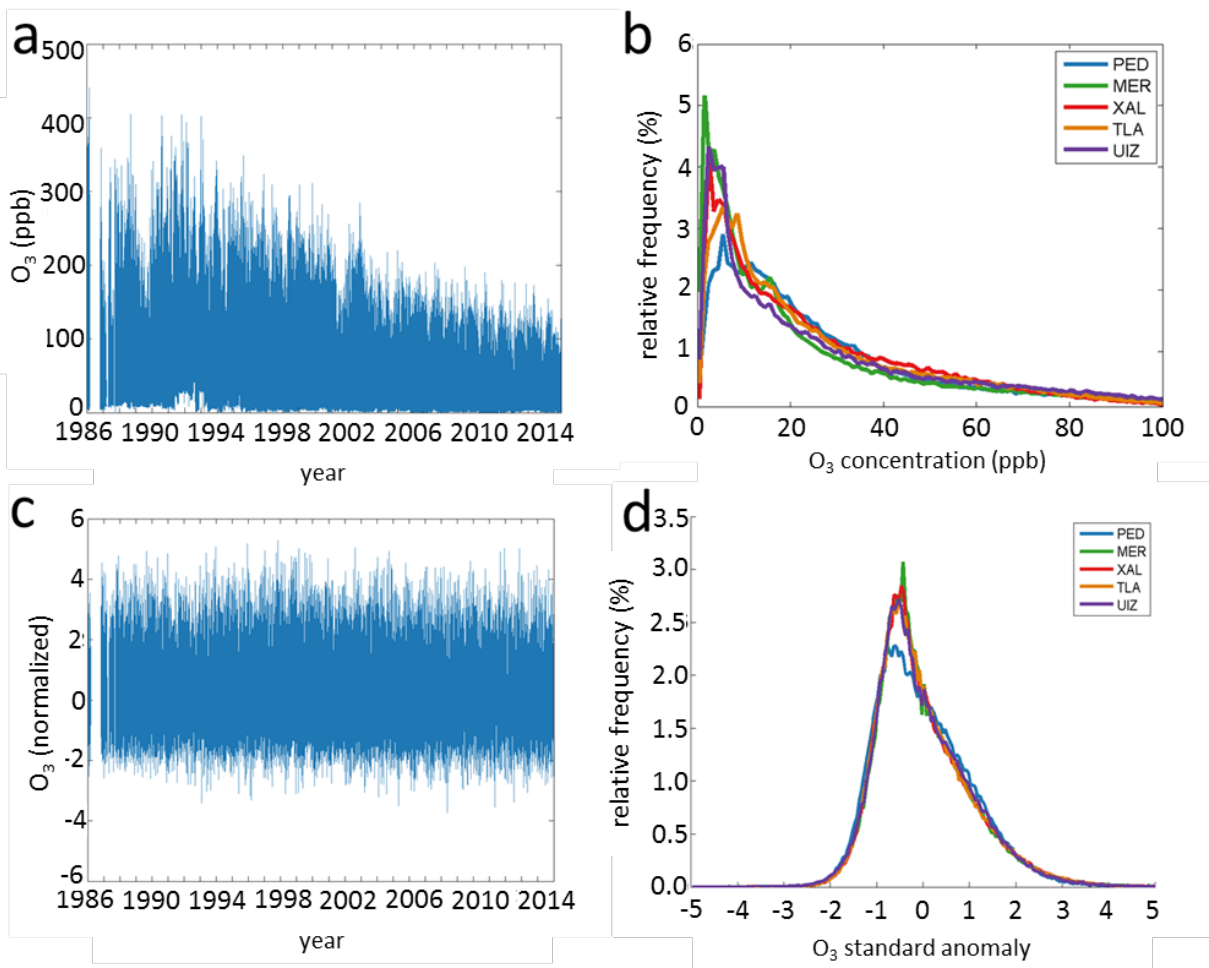 a
500
400
300
200
100
0
O3 (ppb)
1986 1990 1994 1998 2002 2006 2010 2014
year
b
6
5
4
3
2
1
0
relative frequency (%)
PED
MER
XAL
TLA
UIZ
0 20 40 60 80 100
O3 concentration (ppb)
c
6
4
2
0
-2
-4
-6
O3 (normalized)
1986 1990 1994 1998 2002 2006 2010 2014
year
d
3.5
3.0
2.5
2.0
1.5
1.0
0.5
0.0
relative frequency (%)
PED
MER
XAL
TLA
UIZ
-5 -4 -3 -2 -1 0 1 2 3 4 5
O3 standard anomaly